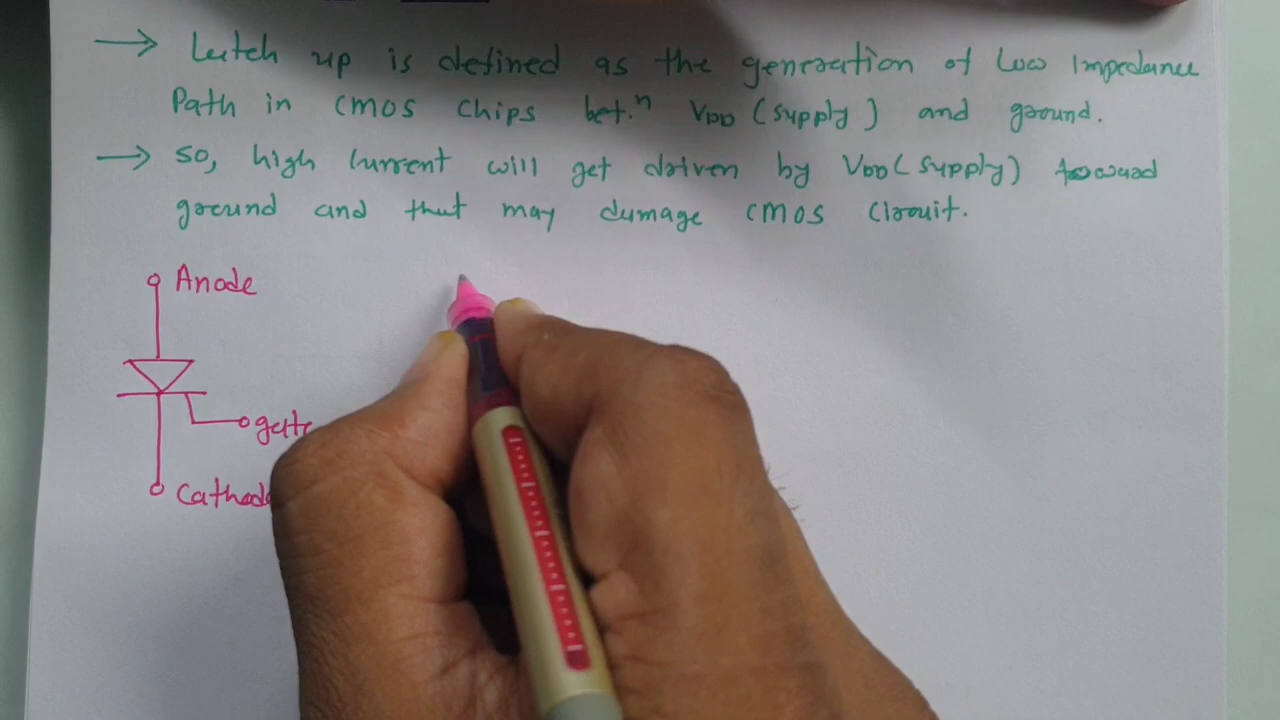 → Latch up is defined as the generation of Low Impedance
Path in CMOS Chips bet.ⁿ VDD (supply) and ground.
→ So, high current will get driven by VDD (supply) toward
ground and that may damage CMOS Circuit.
Anode
gate
Cathode